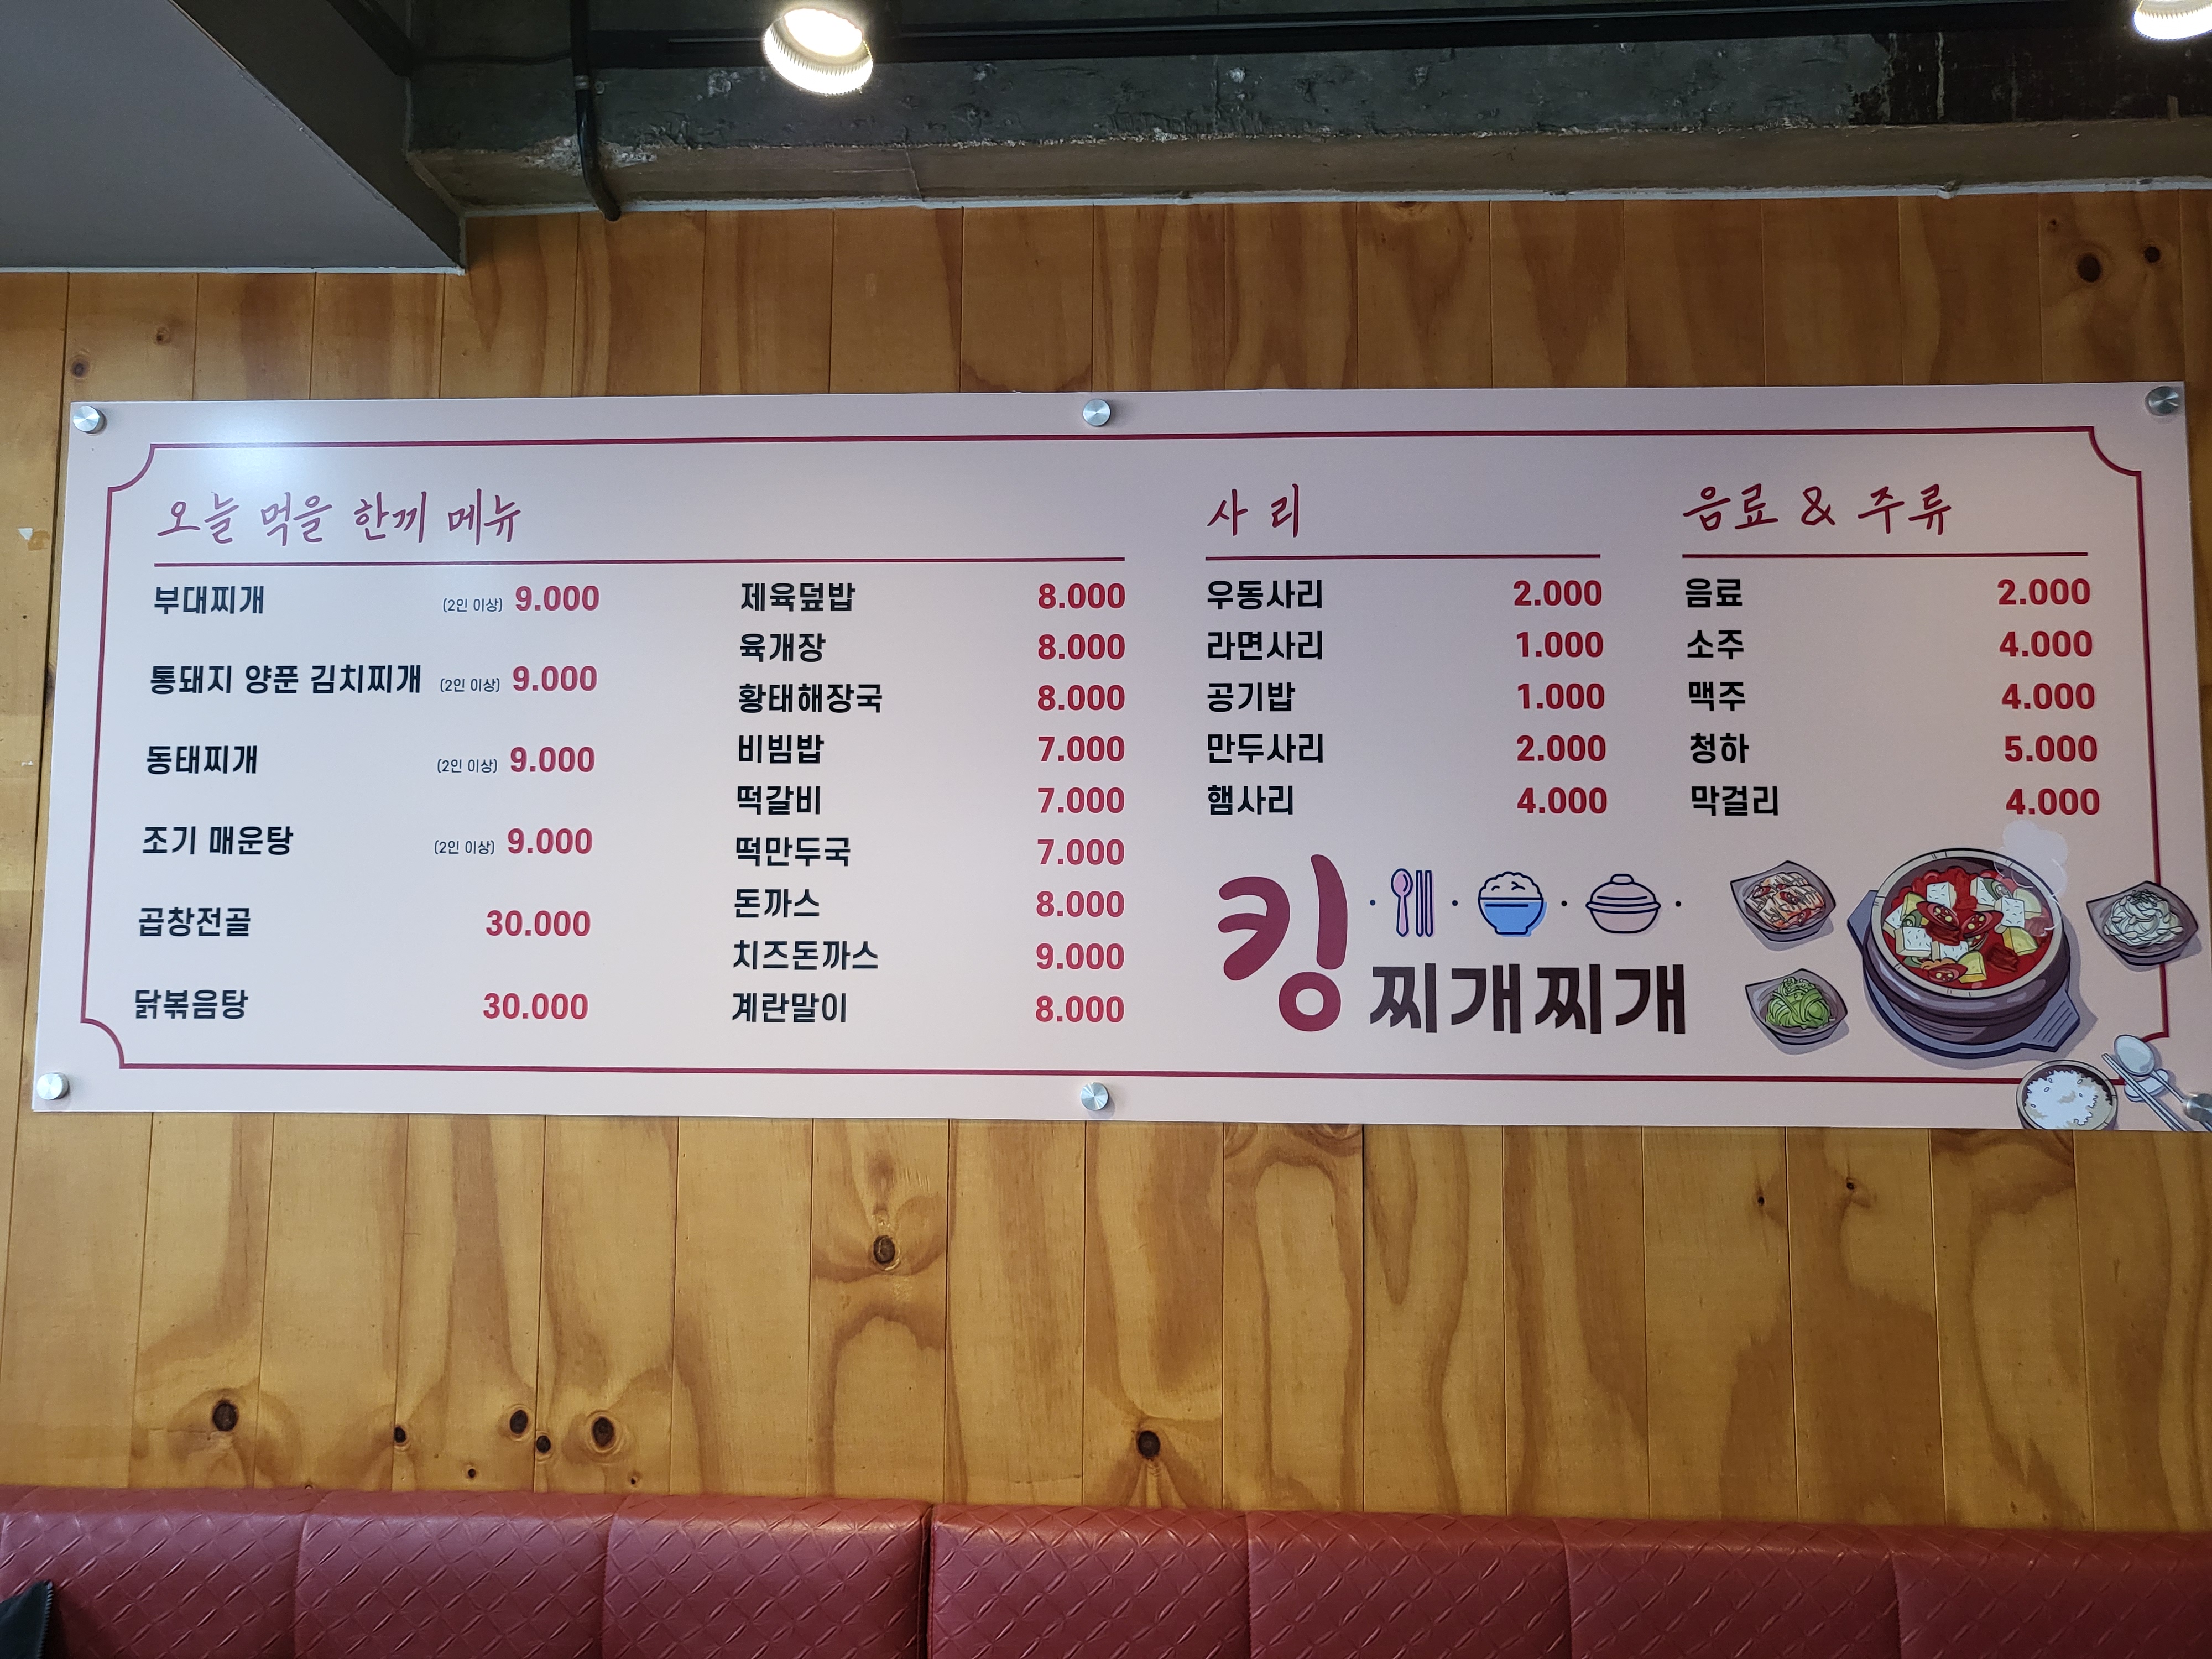 오늘 먹을 한끼 메뉴
부대찌개 (2인 이상) 9.000
통돼지 양푼 김치찌개 (2인 이상) 9.000
동태찌개 (2인 이상) 9.000
조기 매운탕 (2인 이상) 9.000
곱창전골 30.000
닭볶음탕 30.000
제육덮밥 8.000
육개장 8.000
황태해장국 8.000
비빔밥 7.000
떡갈비 7.000
떡만두국 7.000
돈까스 8.000
치즈돈까스 9.000
계란말이 8.000
사 리
우동사리 2.000
라면사리 1.000
공기밥 1.000
만두사리 2.000
햄사리 4.000
음료 & 주류
음료 2.000
소주 4.000
맥주 4.000
청하 5.000
막걸리 4.000
킹 찌개찌개